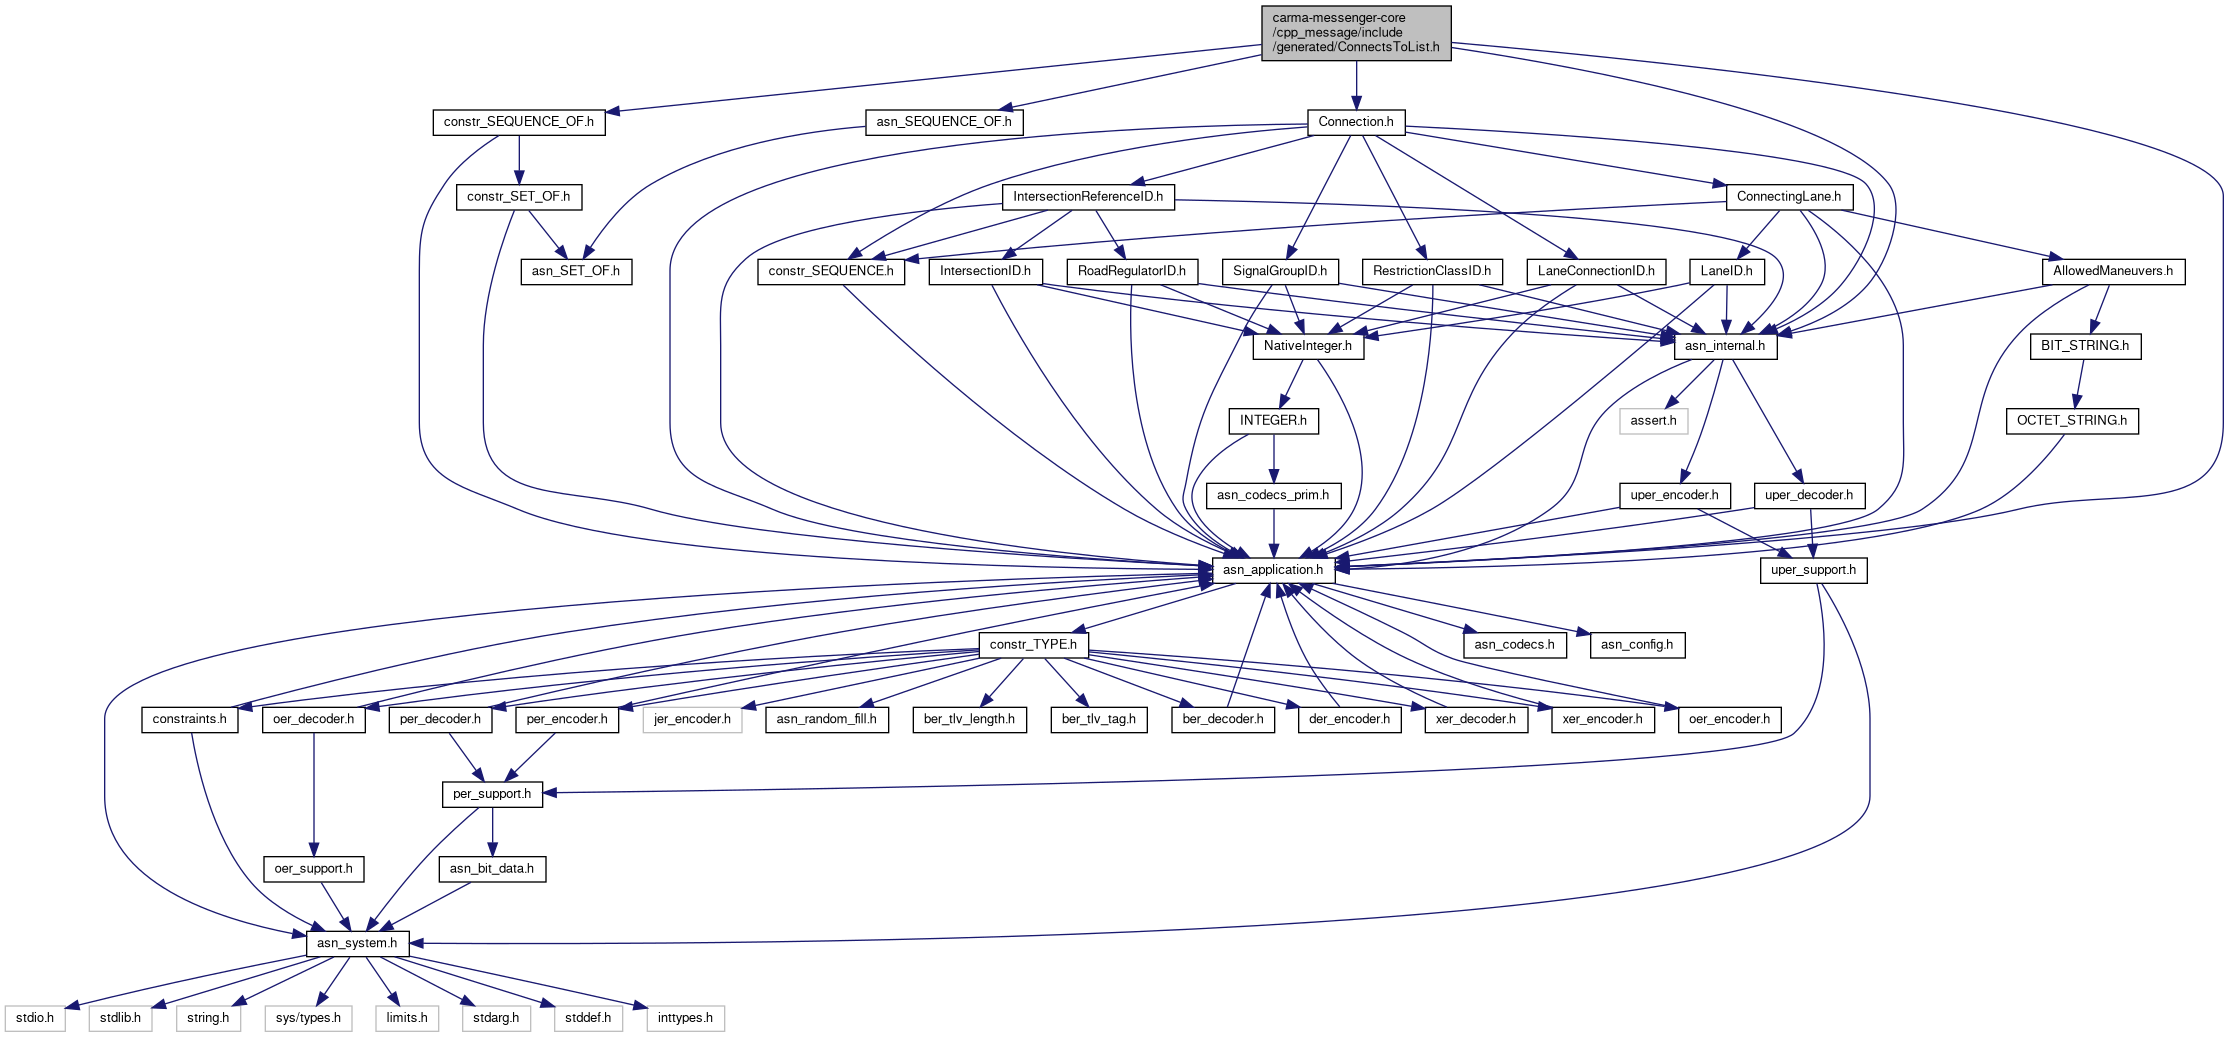 carma-messenger-core
/cpp_message/include
/generated/ConnectsToList.h
constr_SEQUENCE_OF.h
asn_SEQUENCE_OF.h
Connection.h
constr_SET_OF.h
IntersectionReferenceID.h
ConnectingLane.h
asn_SET_OF.h
constr_SEQUENCE.h
IntersectionID.h
RoadRegulatorID.h
SignalGroupID.h
RestrictionClassID.h
LaneConnectionID.h
LaneID.h
AllowedManeuvers.h
NativeInteger.h
asn_internal.h
BIT_STRING.h
INTEGER.h
assert.h
OCTET_STRING.h
asn_codecs_prim.h
uper_encoder.h
uper_decoder.h
asn_application.h
uper_support.h
constr_TYPE.h
asn_codecs.h
asn_config.h
constraints.h
oer_decoder.h
per_decoder.h
per_encoder.h
jer_encoder.h
asn_random_fill.h
ber_tlv_length.h
ber_tlv_tag.h
ber_decoder.h
der_encoder.h
xer_decoder.h
xer_encoder.h
oer_encoder.h
per_support.h
oer_support.h
asn_bit_data.h
asn_system.h
stdio.h
stdlib.h
string.h
sys/types.h
limits.h
stdarg.h
stddef.h
inttypes.h